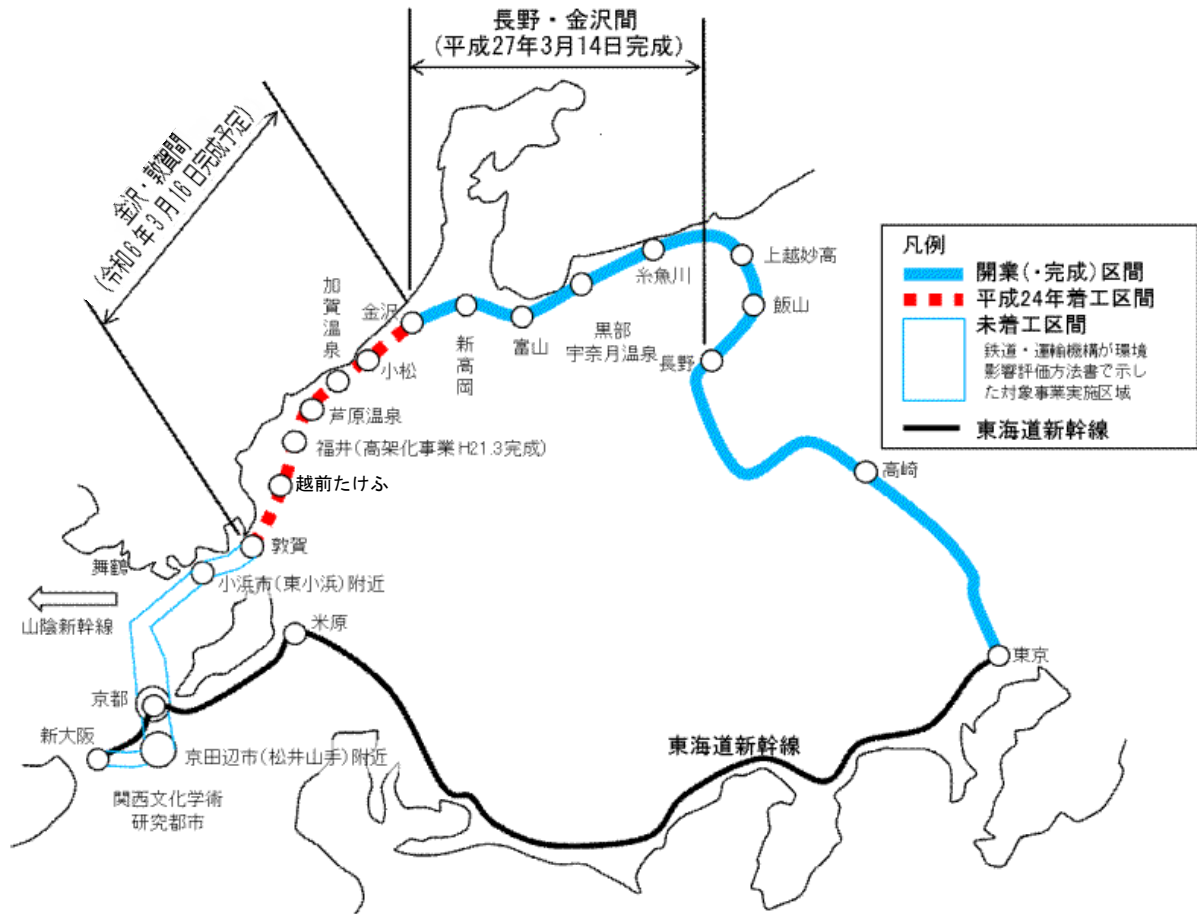 長野・金沢間
(平成27年3月14日完成)
金沢・敦賀間
(令和6年3月16日完成予定)
加賀温泉
金沢
小松
新高岡
富山
黒部
宇奈月温泉
糸魚川
上越妙高
飯山
長野
高崎
東京
芦原温泉
福井(高架化事業H21.3完成)
越前たけふ
敦賀
舞鶴
小浜市(東小浜)附近
山陰新幹線
米原
京都
新大阪
京田辺市(松井山手)附近
関西文化学術
研究都市
東海道新幹線
凡例
開業(・完成)区間
平成24年着工区間
未着工区間
鉄道・運輸機構が環境
影響評価方法書で示し
た対象事業実施区域
東海道新幹線